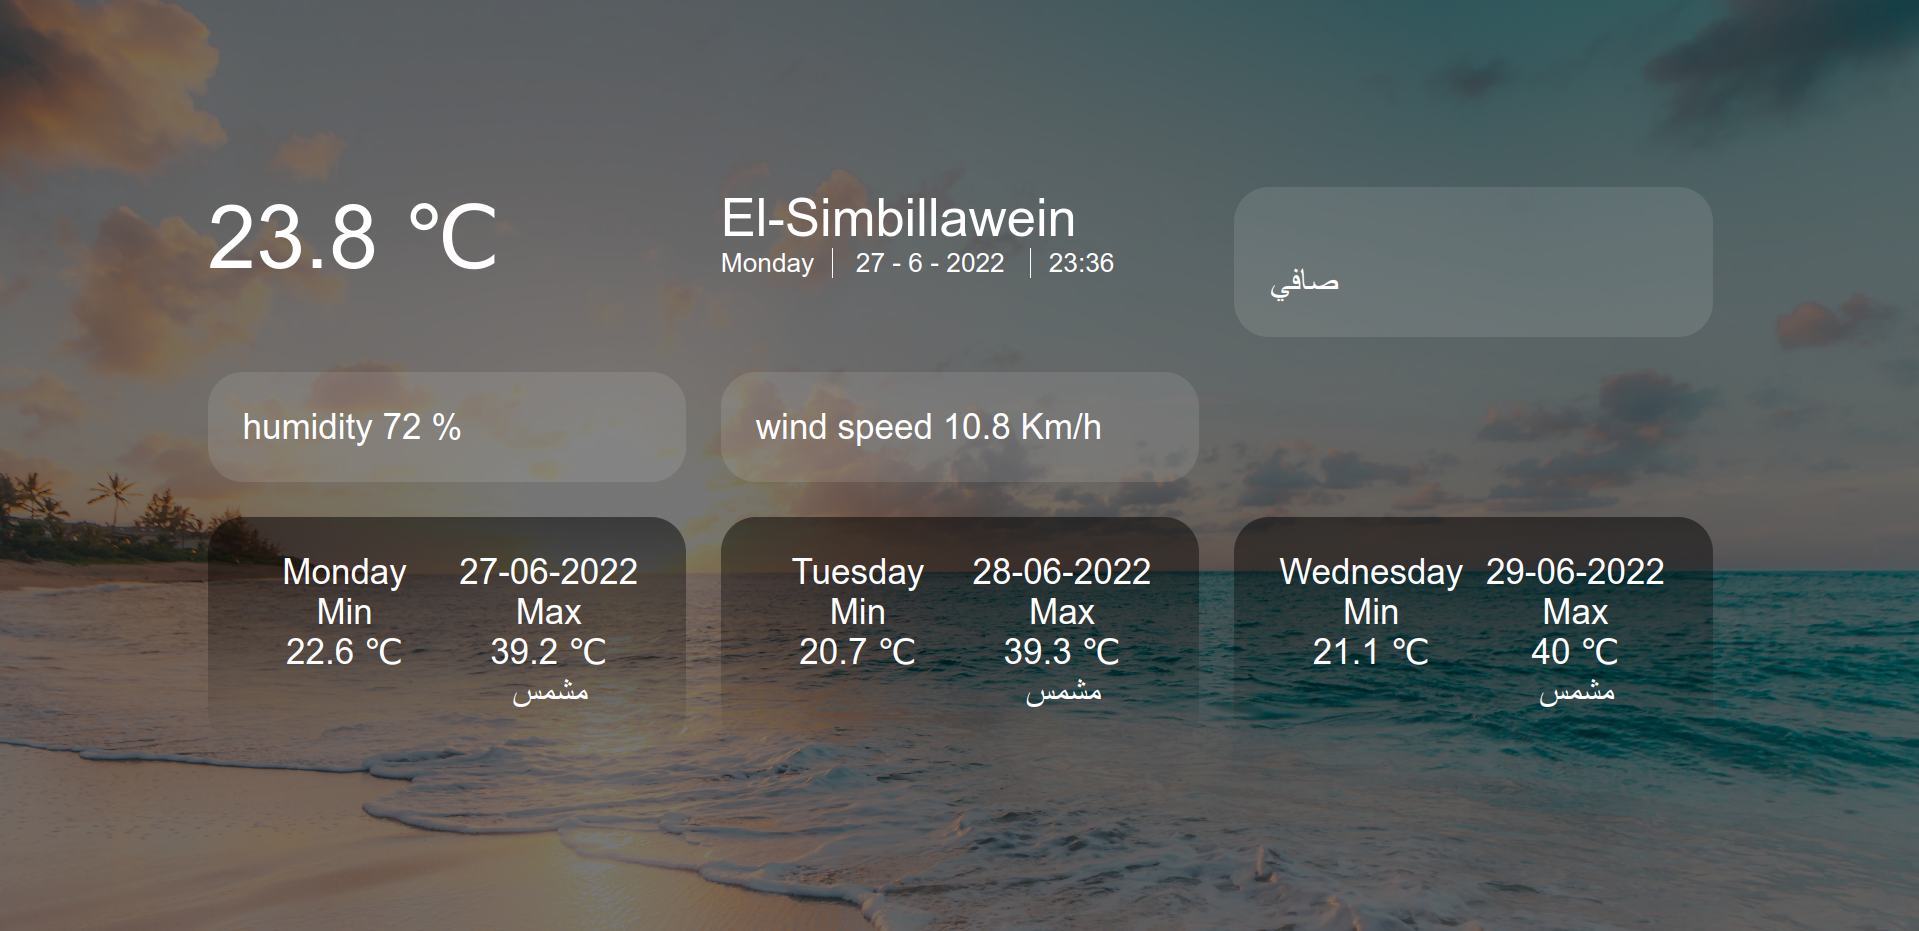 23.8 ℃
El-Simbillawein
Monday | 27 - 6 - 2022 | 23:36
صافي
humidity 72 %
wind speed 10.8 Km/h
Monday 27-06-2022
Min Max
22.6 ℃ 39.2 ℃
مشمس
Tuesday 28-06-2022
Min Max
20.7 ℃ 39.3 ℃
مشمس
Wednesday 29-06-2022
Min Max
21.1 ℃ 40 ℃
مشمس